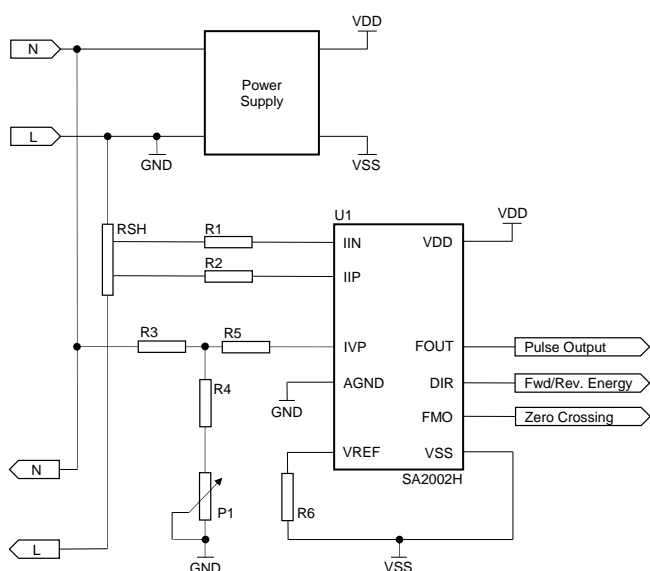 VDD
N
Power
Supply
L
GND
VSS
U1
VDD
RSH
R1
IIN
VDD
R2
IIP
R3
R5
IVP
FOUT
Pulse Output
R4
AGND
DIR
Fwd/Rev. Energy
GND
FMO
Zero Crossing
N
VREF
VSS
SA2002H
P1
R6
L
GND
VSS